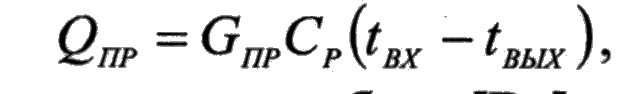 Q_ПР = G_ПР C_P (t_ВХ − t_ВЫХ),